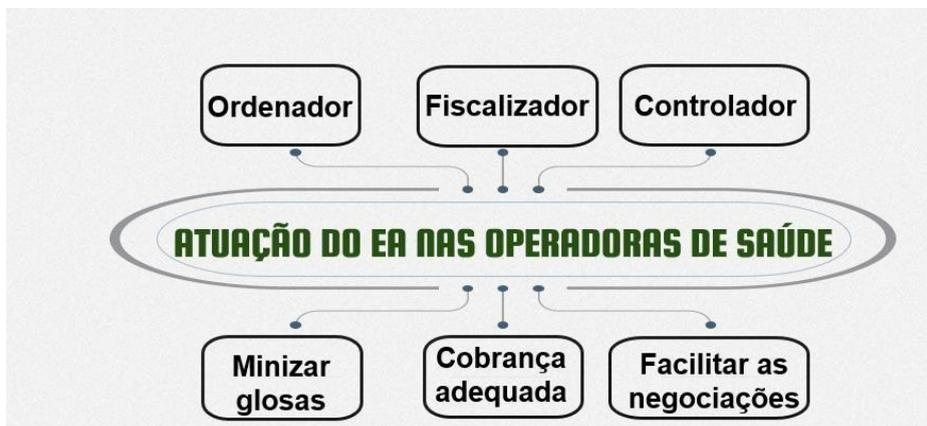 Ordenador
Fiscalizador
Controlador
ATUAÇÃO DO EA NAS OPERADORAS DE SAÚDE
Minizar
glosas
Cobrança
adequada
Facilitar as
negociações